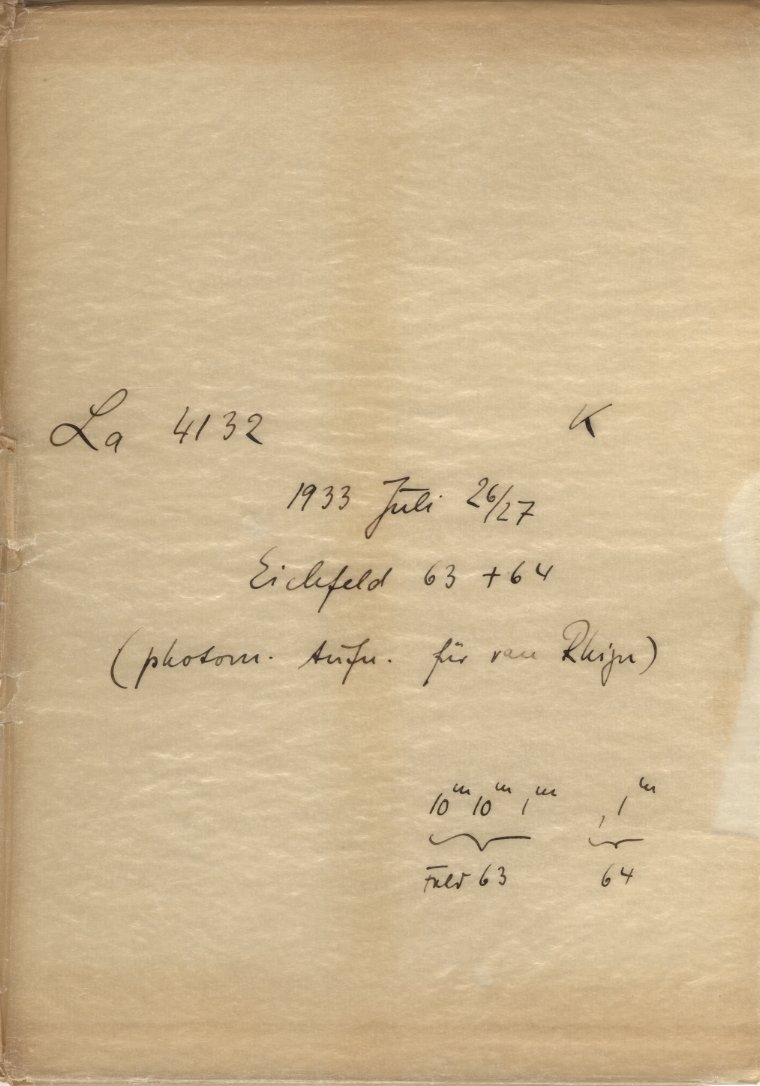 La 4132 K
1933 Juli 26/27
Eichfeld 63 + 64
(photom. Aufn. für van Rhijn)
10ᵐ 10ᵐ 1ᵐ , 1ᵐ
Feld 63 64